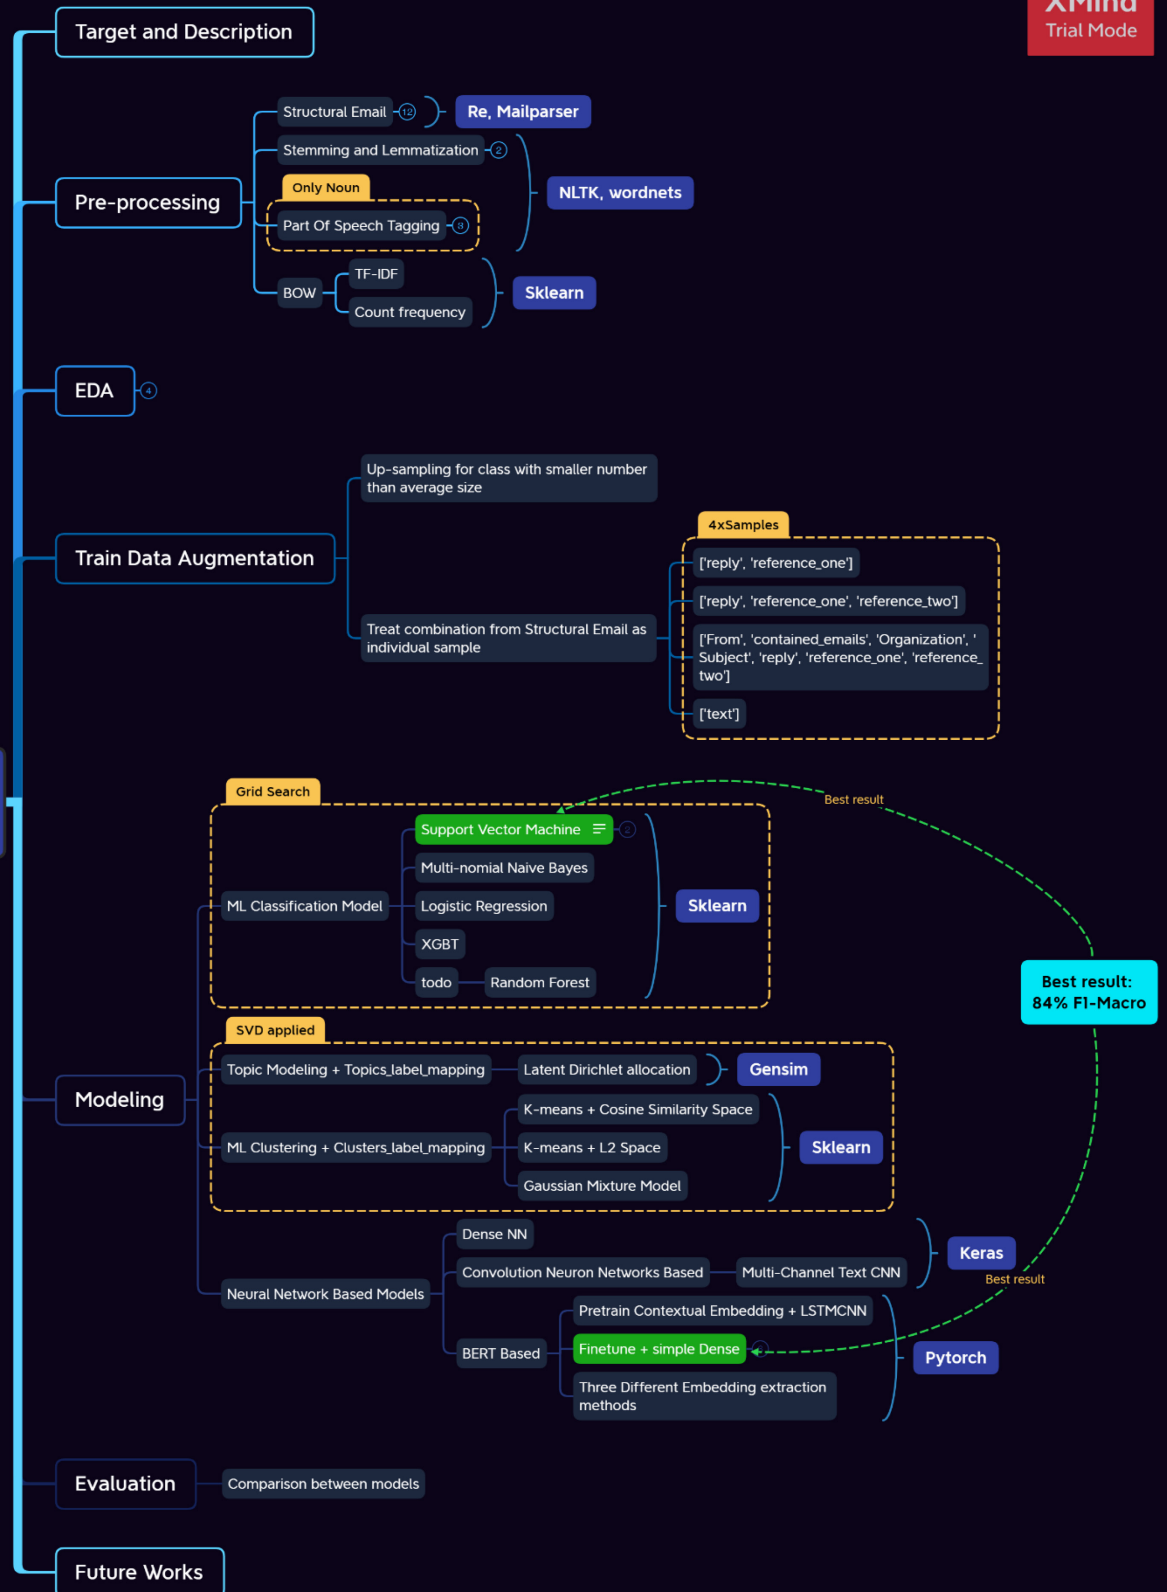 XMind
Trial Mode
Target and Description
Structural Email
12
Re, Mailparser
Stemming and Lemmatization
2
Only Noun
NLTK, wordnets
Pre-processing
Part Of Speech Tagging
3
TF-IDF
BOW
Sklearn
Count frequency
EDA
4
Up-sampling for class with smaller number
than average size
4xSamples
Train Data Augmentation
['reply', 'reference_one']
['reply', 'reference_one', 'reference_two']
Treat combination from Structural Email as
individual sample
['From', 'contained_emails', 'Organization', '
Subject', 'reply', 'reference_one', 'reference_
two']
['text']
Grid Search
Best result
Support Vector Machine
2
Multi-nomial Naive Bayes
ML Classification Model
Logistic Regression
Sklearn
XGBT
todo
Random Forest
Best result:
84% F1-Macro
SVD applied
Topic Modeling + Topics_label_mapping
Latent Dirichlet allocation
Gensim
Modeling
K-means + Cosine Similarity Space
ML Clustering + Clusters_label_mapping
K-means + L2 Space
Sklearn
Gaussian Mixture Model
Dense NN
Keras
Convolution Neuron Networks Based
Multi-Channel Text CNN
Best result
Neural Network Based Models
Pretrain Contextual Embedding + LSTMCNN
BERT Based
Finetune + simple Dense
Pytorch
Three Different Embedding extraction
methods
Evaluation
Comparison between models
Future Works